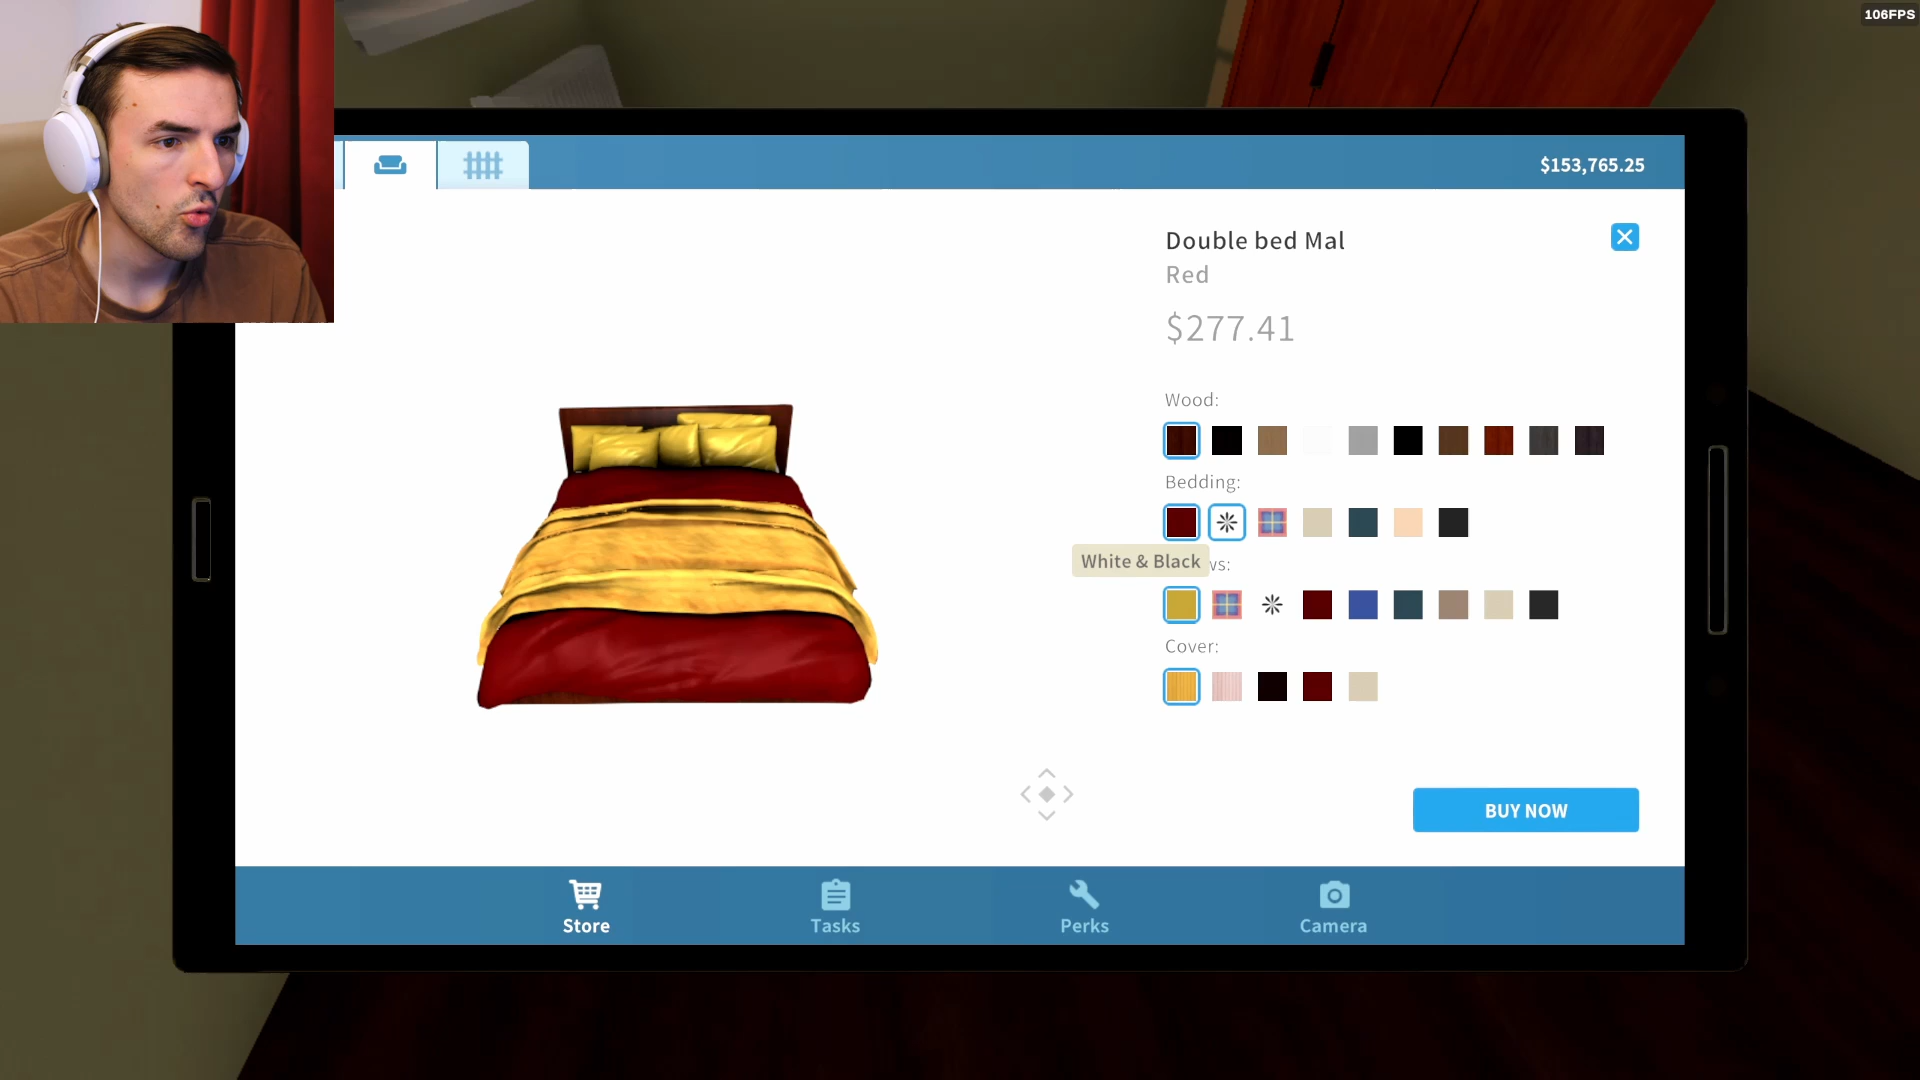 106FPS
$153,765.25
Double bed Mal
Red
$277.41
Wood:
Bedding:
White & Black
ws:
Cover:
BUY NOW
Store
Tasks
Perks
Camera